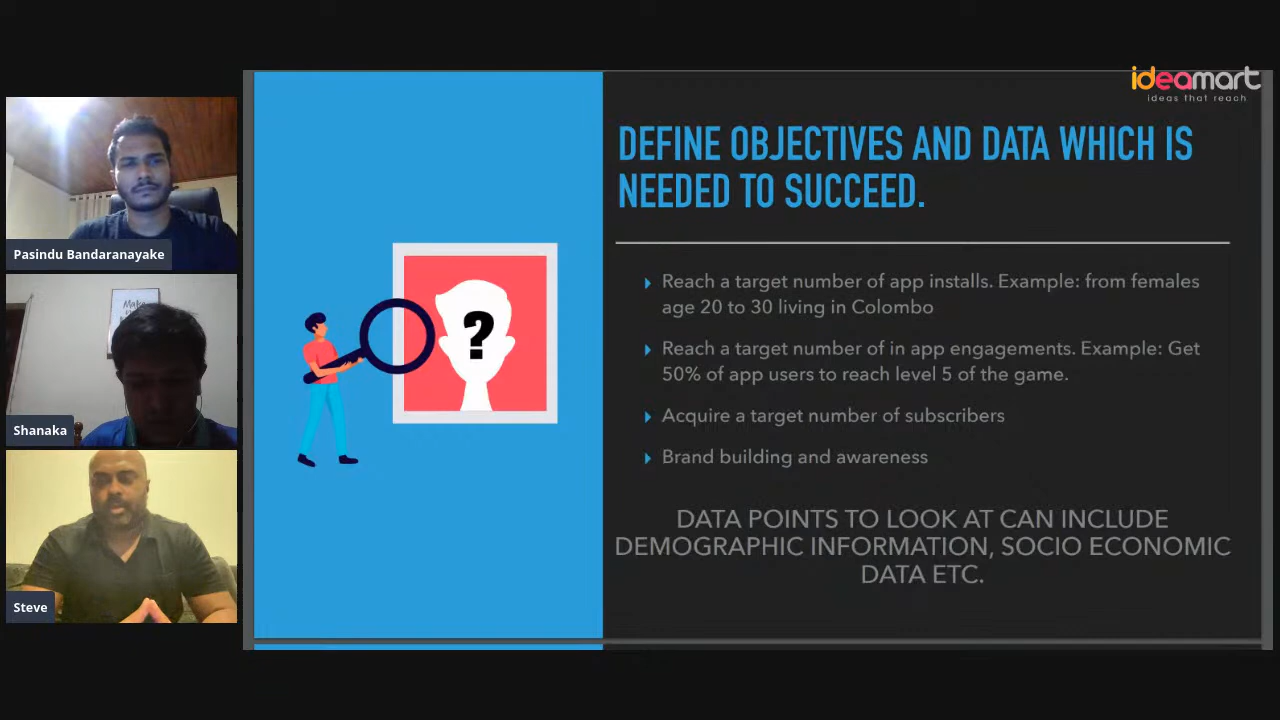 ideamart
ideas that reach
DEFINE OBJECTIVES AND DATA WHICH IS
NEEDED TO SUCCEED.
Reach a target number of app installs. Example: from females
age 20 to 30 living in Colombo
Reach a target number of in app engagements. Example: Get
50% of app users to reach level 5 of the game.
Acquire a target number of subscribers
Brand building and awareness
DATA POINTS TO LOOK AT CAN INCLUDE
DEMOGRAPHIC INFORMATION, SOCIO ECONOMIC
DATA ETC.
?
Pasindu Bandaranayake
Make
Shanaka
Steve